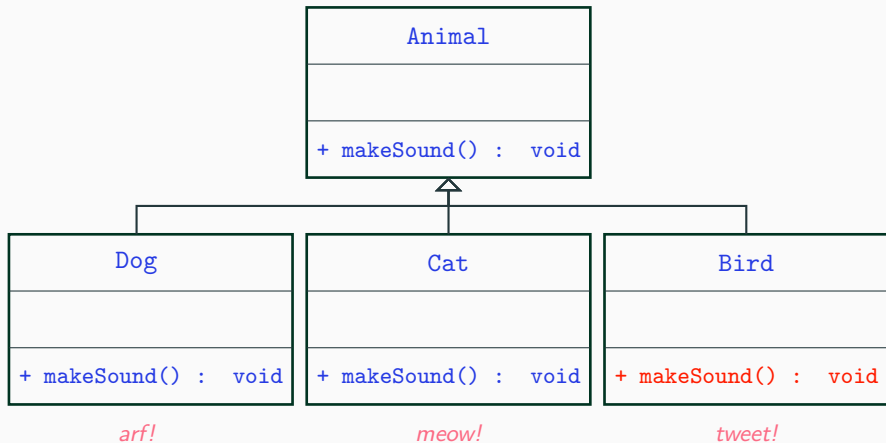 Animal
+ makeSound() : void
Dog
Cat
Bird
+ makeSound() : void
+ makeSound() : void
+ makeSound() : void
arf!
meow!
tweet!